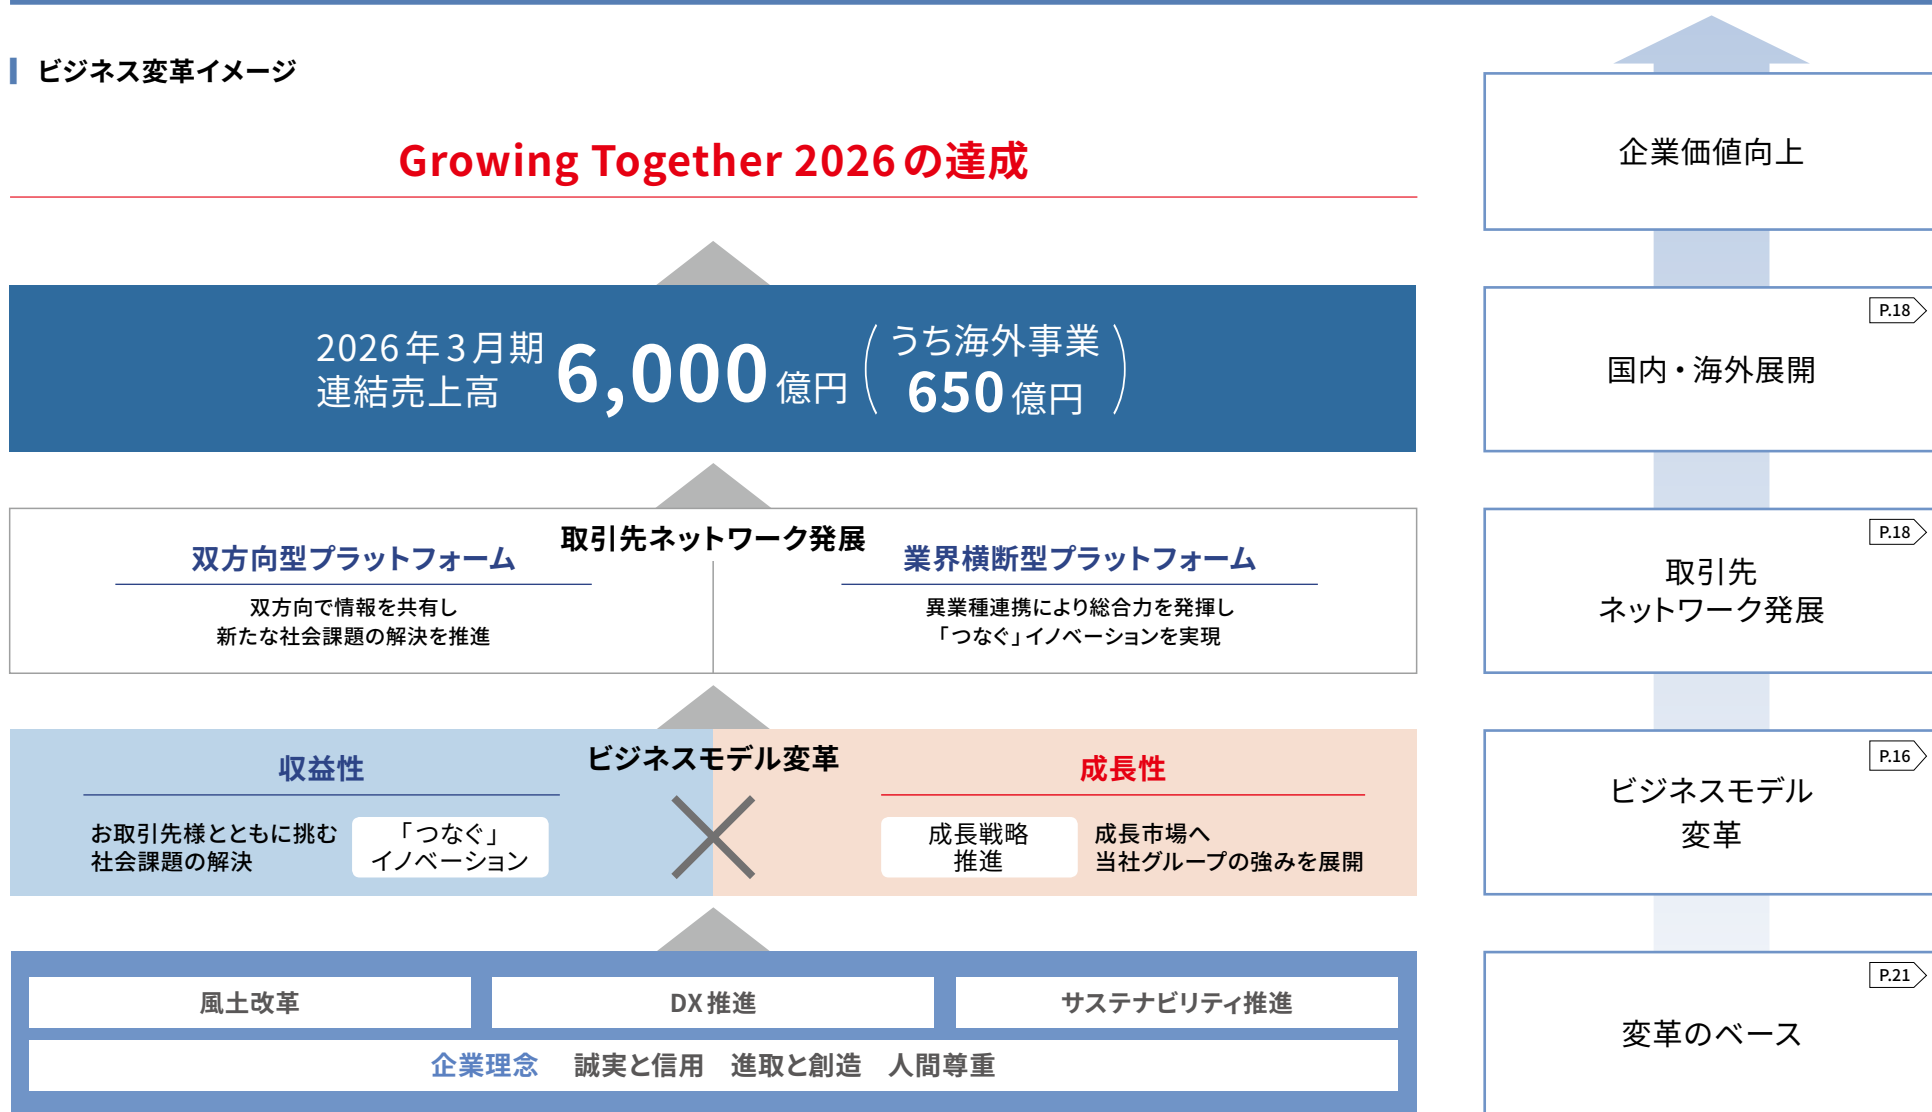 ビジネス変革イメージ
Growing Together 2026の達成
2026年3月期
連結売上高
6,000億円
うち海外事業
650億円
取引先ネットワーク発展
双方向型プラットフォーム
双方向で情報を共有し
新たな社会課題の解決を推進
業界横断型プラットフォーム
異業種連携により総合力を発揮し
「つなぐ」イノベーションを実現
ビジネスモデル変革
収益性
お取引先様とともに挑む
社会課題の解決
「つなぐ」
イノベーション
成長性
成長戦略
推進
成長市場へ
当社グループの強みを展開
風土改革
DX推進
サステナビリティ推進
企業理念 誠実と信用 進取と創造 人間尊重
企業価値向上
P.18
国内・海外展開
P.18
取引先
ネットワーク発展
P.16
ビジネスモデル
変革
P.21
変革のベース